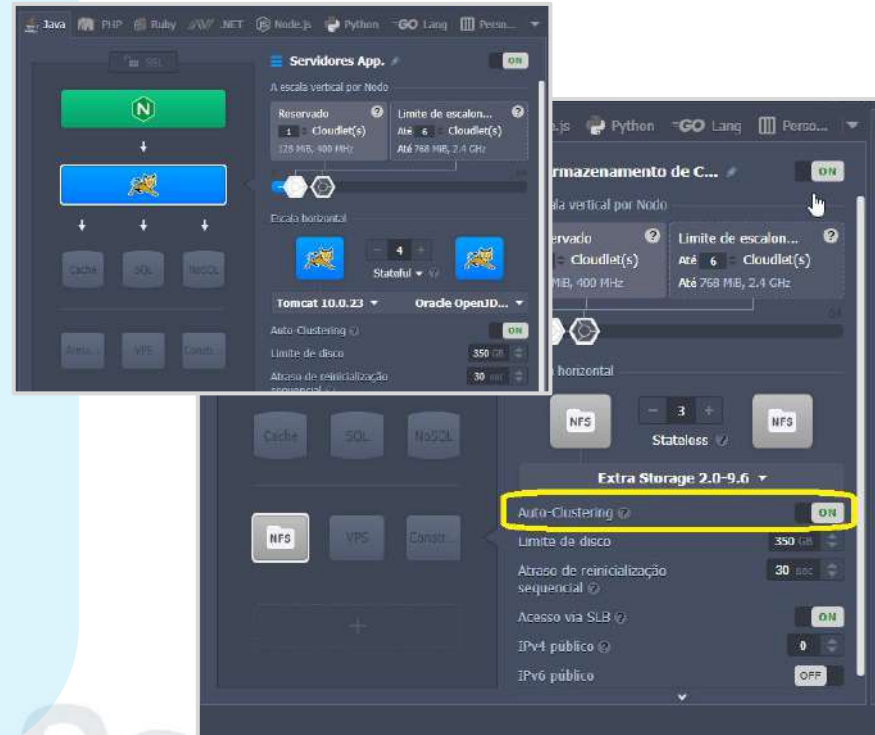 Java PHP Ruby .NET Node.js Python GO Lang Perso...
SLB
Servidores App. ON
A escala vertical por Nodo
Reservado ? Limite de escalon... ?
1 Cloudlet(s) Até 6 Cloudlet(s)
128 MiB, 400 MHz Até 768 MiB, 2.4 GHz
Escala horizontal
- 4 +
Stateful
Tomcat 10.0.23 Oracle OpenJD...
Auto-Clustering ? ON
Limite de disco 350 GB
Atraso de reinicialização 30 sec
sequencial ?
Cache SQL NoSQL
VPS Constr...
.js Python GO Lang Perso...
rmazenamento de C... ON
ala vertical por Nodo
ervado ? Limite de escalon... ?
Cloudlet(s) Até 6 Cloudlet(s)
MiB, 400 MHz Até 768 MiB, 2.4 GHz
horizontal
NFS - 3 + NFS
Stateless ?
Extra Storage 2.0-9.6
Auto-Clustering ? ON
Limite de disco 350 GB
Atraso de reinicialização 30 sec
sequencial ?
Acesso via SLB ? ON
IPv4 público ? 0
IPv6 público OFF
Cache SQL NoSQL
NFS VPS Constr...
+